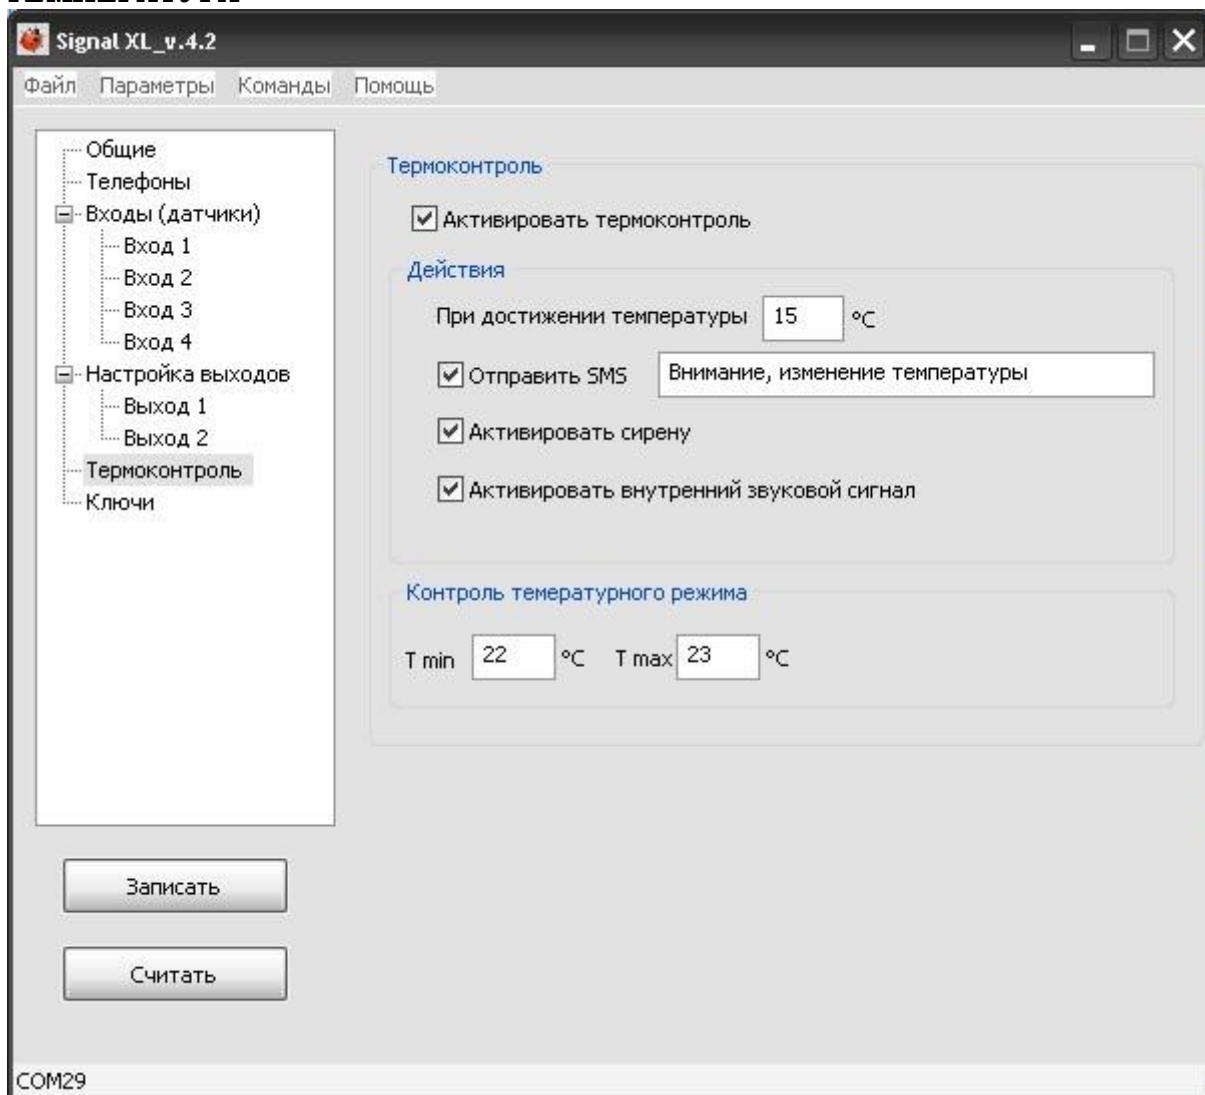 Signal XL_v.4.2
Файл Параметры Команды Помощь
Общие
Телефоны
Входы (датчики)
Вход 1
Вход 2
Вход 3
Вход 4
Настройка выходов
Выход 1
Выход 2
Термоконтроль
Ключи
Термоконтроль
Активировать термоконтроль
Действия
При достижении температуры 15 °C
Отправить SMS Внимание, изменение температуры
Активировать сирену
Активировать внутренний звуковой сигнал
Контроль темературного режима
T min 22 °C T max 23 °C
Записать
Считать
COM29